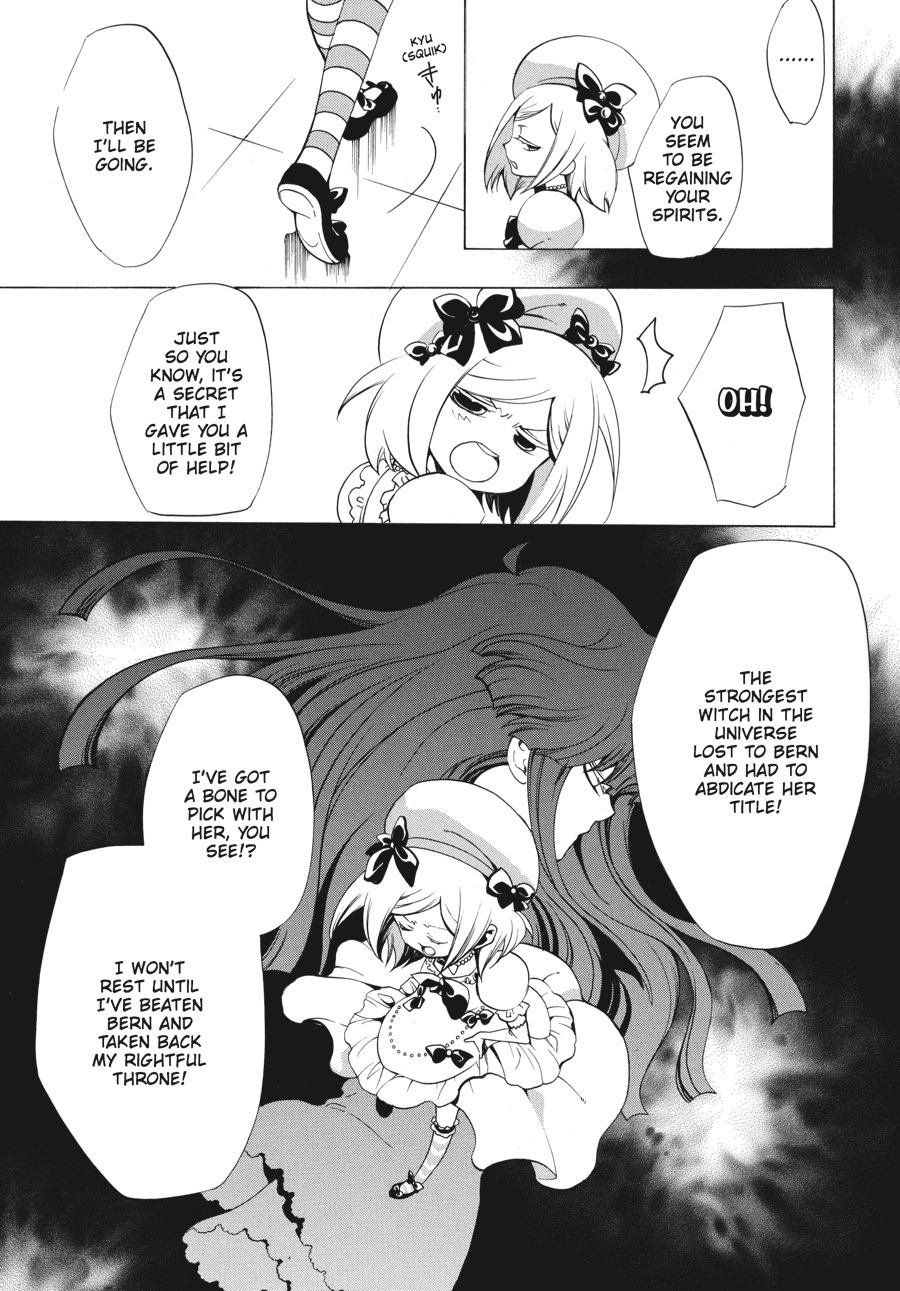 ......
YOU
SEEM
TO BE
REGAINING
YOUR
SPIRITS.
KYU
(SQUIK)
きゅ
THEN
I'LL BE
GOING.
OH!
JUST
SO YOU
KNOW, IT'S
A SECRET
THAT I
GAVE YOU A
LITTLE BIT
OF HELP!
THE
STRONGEST
WITCH IN THE
UNIVERSE
LOST TO BERN
AND HAD TO
ABDICATE HER
TITLE!
I'VE GOT
A BONE TO
PICK WITH
HER, YOU
SEE!?
I WON'T
REST UNTIL
I'VE BEATEN
BERN AND
TAKEN BACK
MY RIGHTFUL
THRONE!